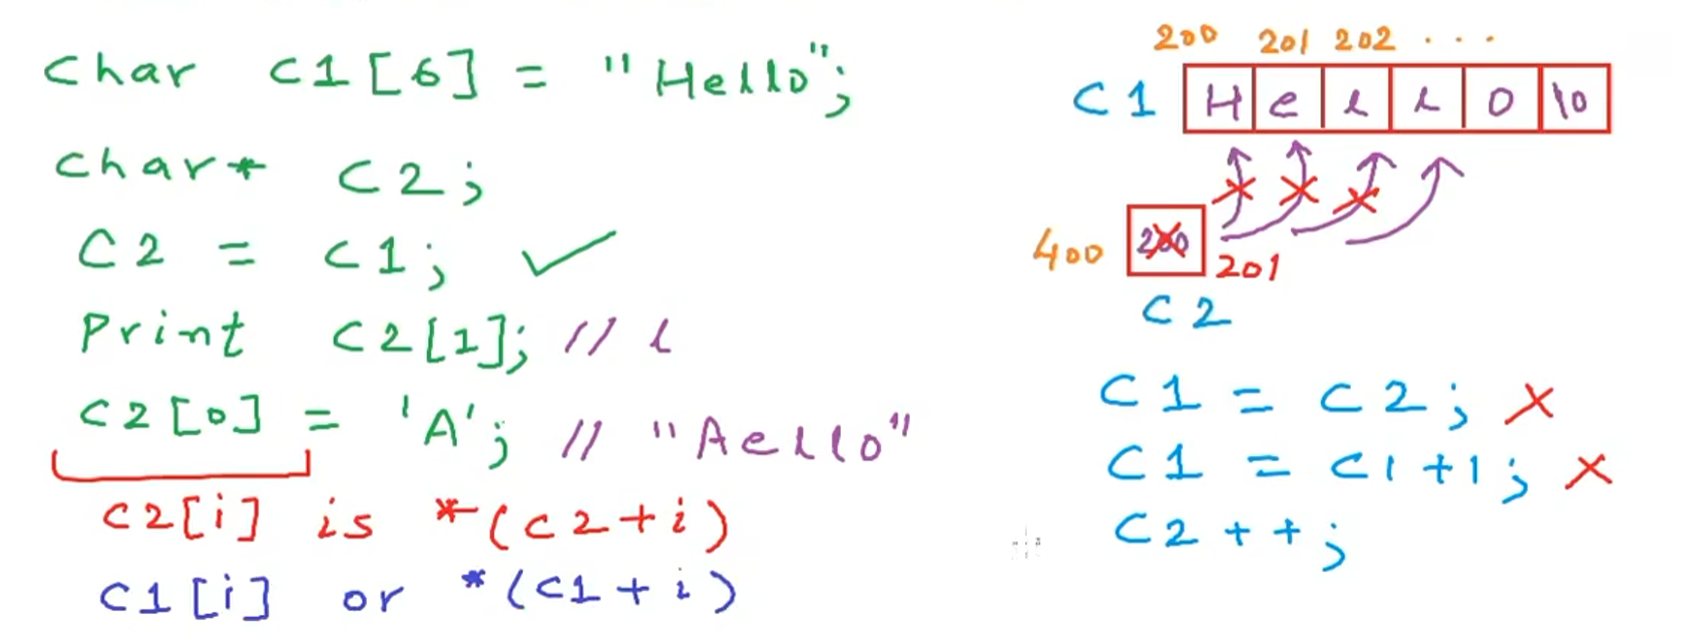 Char C1[6] = "Hello";
Char* C2;
C2 = C1; ✓
Print C2[1]; // l
C2[0] = 'A'; // "Aello"
C2[i] is *(C2+i)
C1[i] or *(C1+i)
200 201 202 ...
C1 H e l l o \0
400 200 201
C2
C1 = C2; ×
C1 = C1+1; ×
C2++;